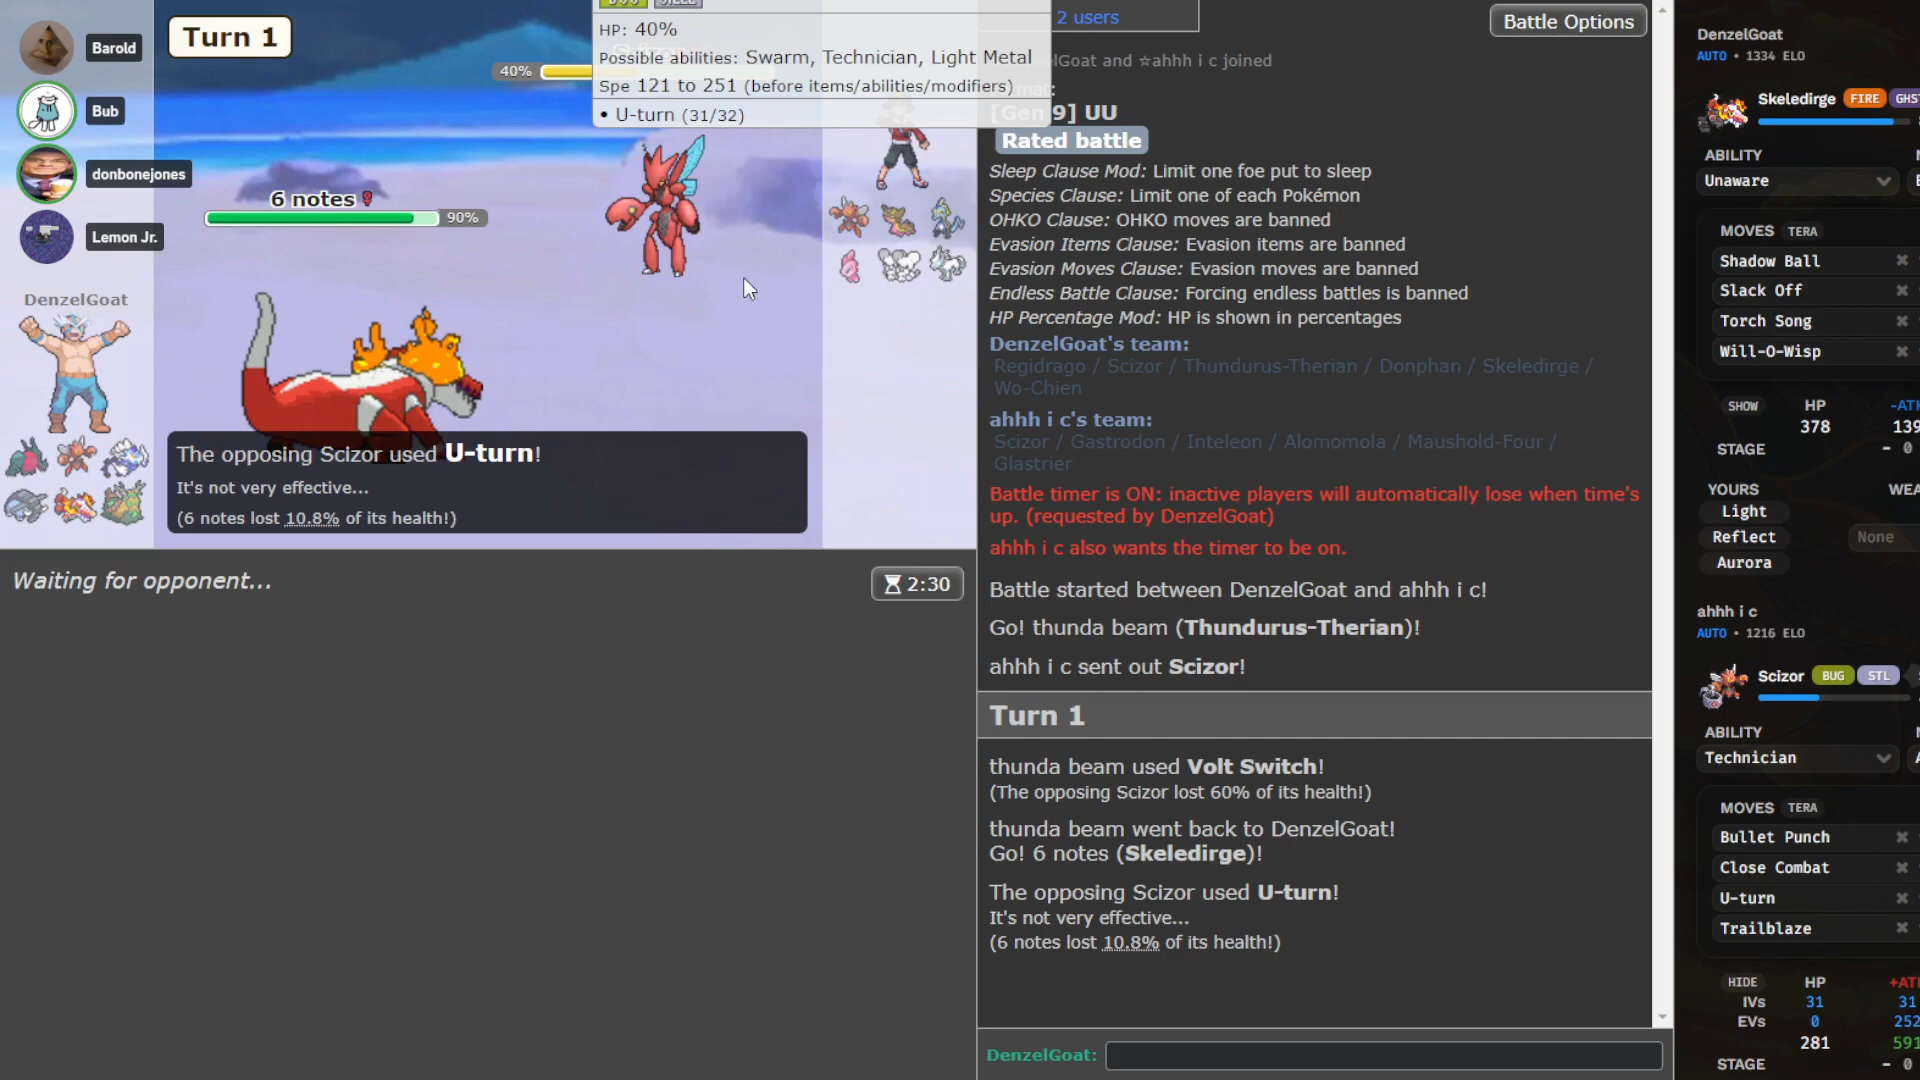 Barold
Bub
donbonejones
Lemon Jr.
DenzelGoat
Turn 1
40%
HP: 40%
Possible abilities: Swarm, Technician, Light Metal
Spe 121 to 251 (before items/abilities/modifiers)
• U-turn (31/32)
6 notes
90%
The opposing Scizor used U-turn!
It's not very effective...
(6 notes lost 10.8% of its health!)
Waiting for opponent...
2:30
2 users
Battle Options
lGoat and ☆ahhh i c joined
[Gen 9] UU
Rated battle
Sleep Clause Mod: Limit one foe put to sleep
Species Clause: Limit one of each Pokémon
OHKO Clause: OHKO moves are banned
Evasion Items Clause: Evasion items are banned
Evasion Moves Clause: Evasion moves are banned
Endless Battle Clause: Forcing endless battles is banned
HP Percentage Mod: HP is shown in percentages
DenzelGoat's team:
Regidrago / Scizor / Thundurus-Therian / Donphan / Skeledirge /
Wo-Chien
ahhh i c's team:
Scizor / Gastrodon / Inteleon / Alomomola / Maushold-Four /
Glastrier
Battle timer is ON: inactive players will automatically lose when time's
up. (requested by DenzelGoat)
ahhh i c also wants the timer to be on.
Battle started between DenzelGoat and ahhh i c!
Go! thunda beam (Thundurus-Therian)!
ahhh i c sent out Scizor!
Turn 1
thunda beam used Volt Switch!
(The opposing Scizor lost 60% of its health!)
thunda beam went back to DenzelGoat!
Go! 6 notes (Skeledirge)!
The opposing Scizor used U-turn!
It's not very effective...
(6 notes lost 10.8% of its health!)
DenzelGoat:
DenzelGoat
AUTO • 1334 ELO
Skeledirge FIRE GHST
ABILITY
Unaware
MOVES TERA
Shadow Ball
Slack Off
Torch Song
Will-O-Wisp
SHOW HP -ATK
378 139
STAGE - 0
YOURS WEA
Light
Reflect None
Aurora
ahhh i c
AUTO • 1216 ELO
Scizor BUG STL
ABILITY
Technician
MOVES TERA
Bullet Punch
Close Combat
U-turn
Trailblaze
HIDE HP +ATK
IVs 31 31
EVs 0 252
281 591
STAGE - 0